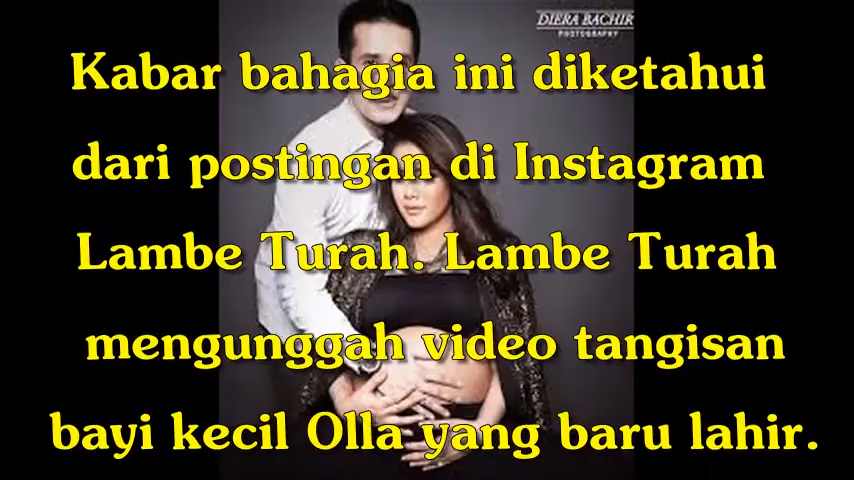 DIERA BACHIR
PHOTOGRAPHY
Kabar bahagia ini diketahui
dari postingan di Instagram
Lambe Turah. Lambe Turah
mengunggah video tangisan
bayi kecil Olla yang baru lahir.